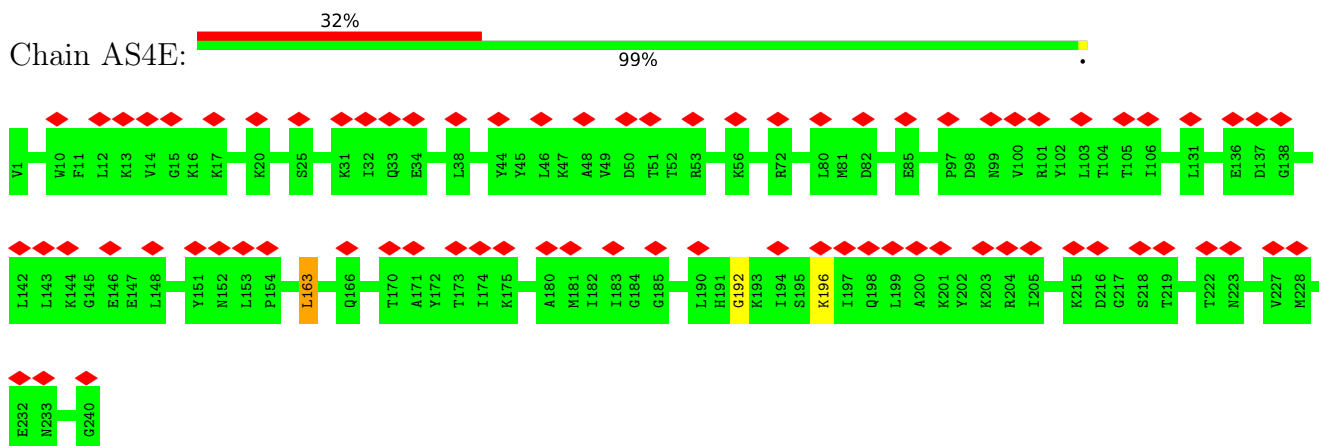 32%
Chain AS4E:
99%
•
V1 W10 F11 L12 K13 V14 G15 K16 K17 K20 S25 K31 I32 Q33 E34 L38 Y44 Y45 L46 K47 A48 V49 D50 T51 T52 R53 K56 R72 L80 M81 D82 E85 P97 D98 N99 V100 R101 Y102 L103 T104 T105 I106 L131 E136 D137 G138
L142 L143 K144 G145 E146 E147 L148 Y151 N152 L153 P154 L163 Q166 T170 A171 Y172 T173 I174 K175 A180 M181 I182 I183 G184 G185 L190 H191 G192 K193 I194 S195 K196 I197 Q198 L199 A200 K201 Y202 K203 R204 I205 K215 D216 G217 S218 T219 T222 N223 V227 M228
E232 N233 G240